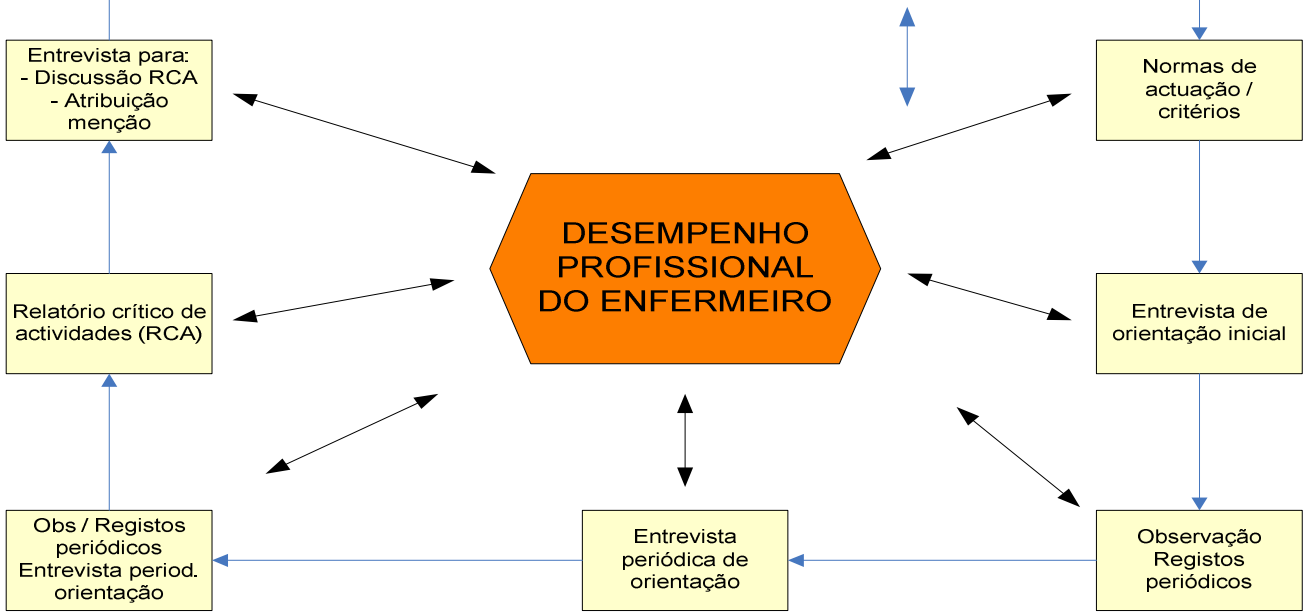 Entrevista para:
- Discussão RCA
- Atribuição
menção
Normas de
actuação /
critérios
DESEMPENHO
PROFISSIONAL
DO ENFERMEIRO
Relatório crítico de
actividades (RCA)
Entrevista de
orientação inicial
Obs / Registos
periódicos
Entrevista period.
orientação
Entrevista
periódica de
orientação
Observação
Registos
periódicos